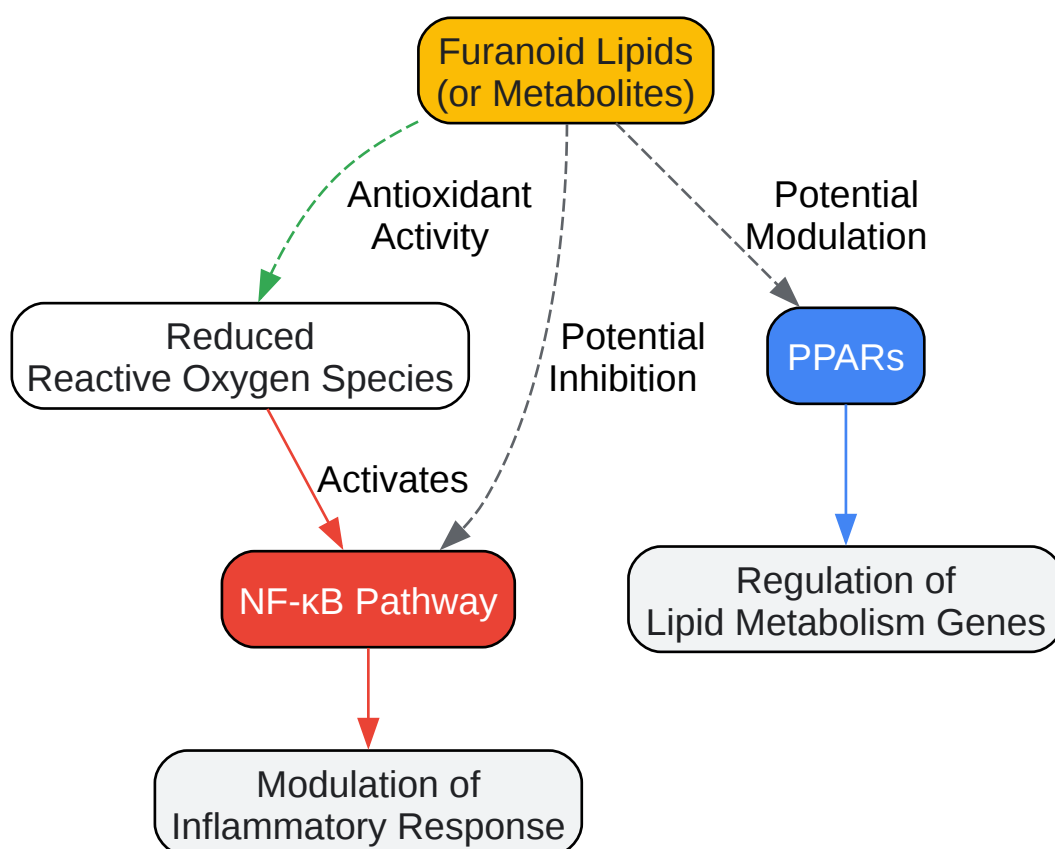 Furanoid Lipids
(or Metabolites)
Antioxidant
Activity
Potential
Modulation
Reduced
Reactive Oxygen Species
Potential
Inhibition
PPARs
Activates
NF-κB Pathway
Regulation of
Lipid Metabolism Genes
Modulation of
Inflammatory Response